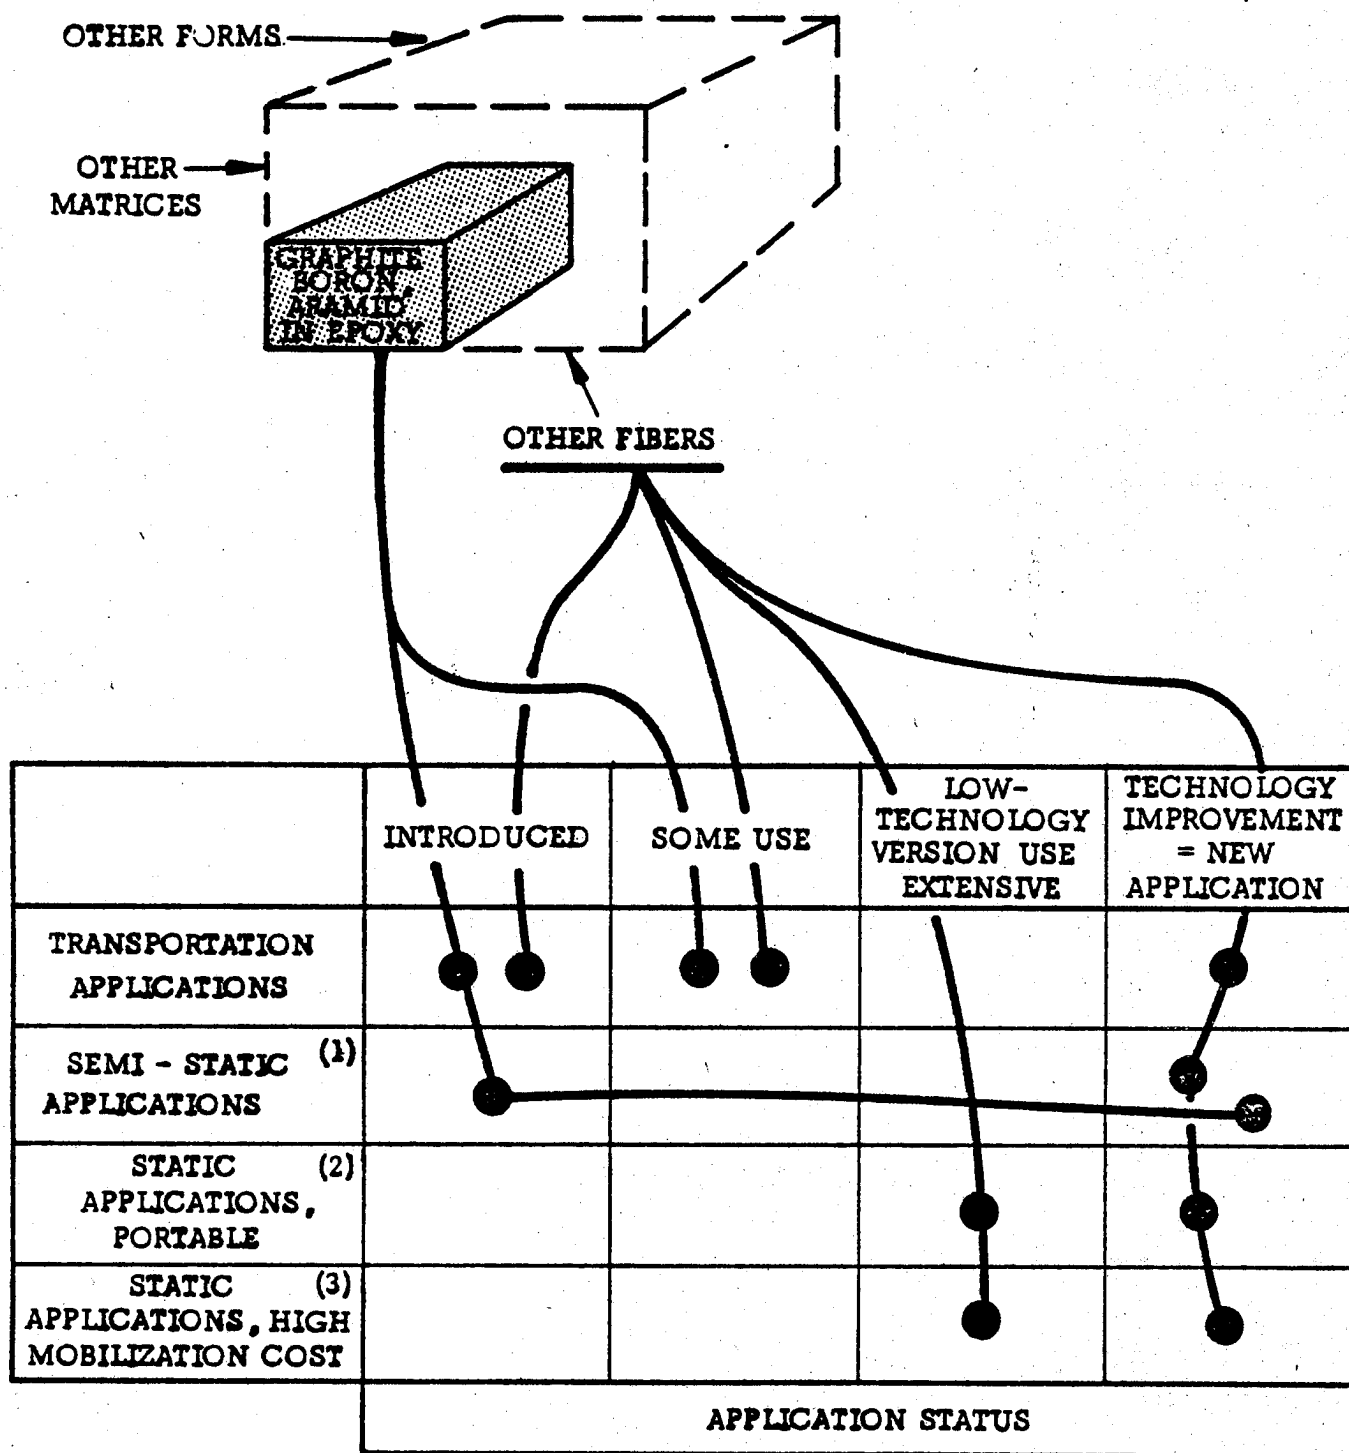 OTHER FORMS
OTHER
MATRICES
GRAPHITE
BORON,
ARAMID
IN EPOXY
OTHER FIBERS
INTRODUCED
SOME USE
LOW-
TECHNOLOGY
VERSION USE
EXTENSIVE
TECHNOLOGY
IMPROVEMENT
= NEW
APPLICATION
TRANSPORTATION
APPLICATIONS
SEMI - STATIC (1)
APPLICATIONS
STATIC (2)
APPLICATIONS,
PORTABLE
STATIC (3)
APPLICATIONS, HIGH
MOBILIZATION COST
APPLICATION STATUS